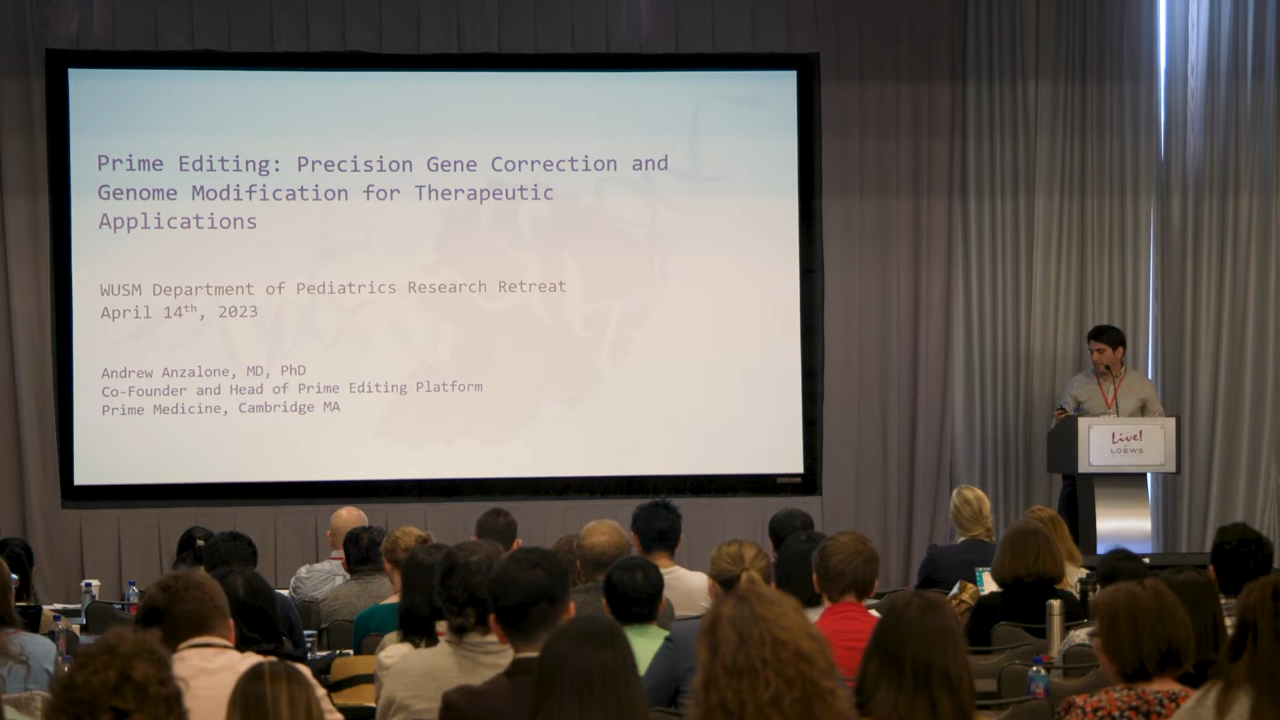 Prime Editing: Precision Gene Correction and
Genome Modification for Therapeutic
Applications
WUSM Department of Pediatrics Research Retreat
April 14th, 2023
Andrew Anzalone, MD, PhD
Co-Founder and Head of Prime Editing Platform
Prime Medicine, Cambridge MA
Live!
LOEWS